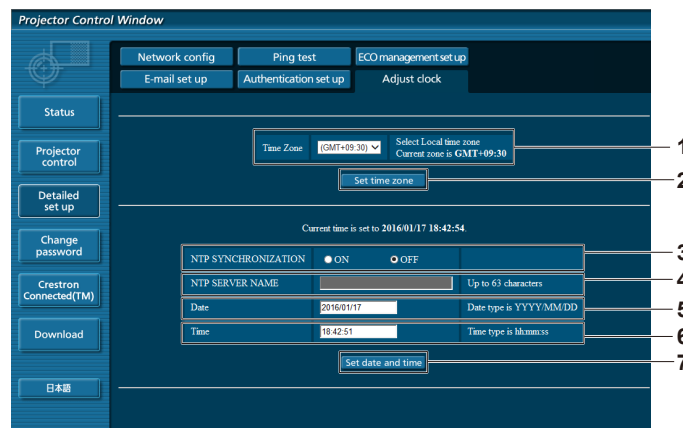 Projector Control Window
Network config
Ping test
ECO management set up
E-mail set up
Authentication set up
Adjust clock
Status
Projector
control
Detailed
set up
Change
password
Crestron
Connected(TM)
Download
日本語
Time Zone
(GMT+09:30)
Select Local time zone
Current zone is GMT+09:30
1
Set time zone
2
Current time is set to 2016/01/17 18:42:54.
NTP SYNCHRONIZATION
ON
OFF
3
NTP SERVER NAME
Up to 63 characters
4
Date
2016/01/17
Date type is YYYY/MM/DD
5
Time
18:42:51
Time type is hh:mm:ss
6
Set date and time
7